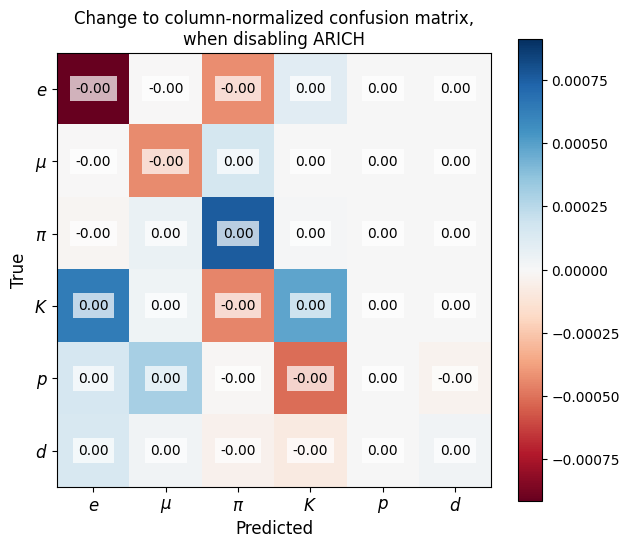 Change to column-normalized confusion matrix,
when disabling ARICH
e -0.00 -0.00 -0.00 0.00 0.00 0.00
μ -0.00 -0.00 0.00 0.00 0.00 0.00
π -0.00 0.00 0.00 0.00 0.00 0.00
K 0.00 0.00 -0.00 0.00 0.00 0.00
p 0.00 0.00 -0.00 -0.00 0.00 -0.00
d 0.00 0.00 -0.00 -0.00 0.00 0.00
e μ π K p d
Predicted
True
0.00075
0.00050
0.00025
0.00000
−0.00025
−0.00050
−0.00075